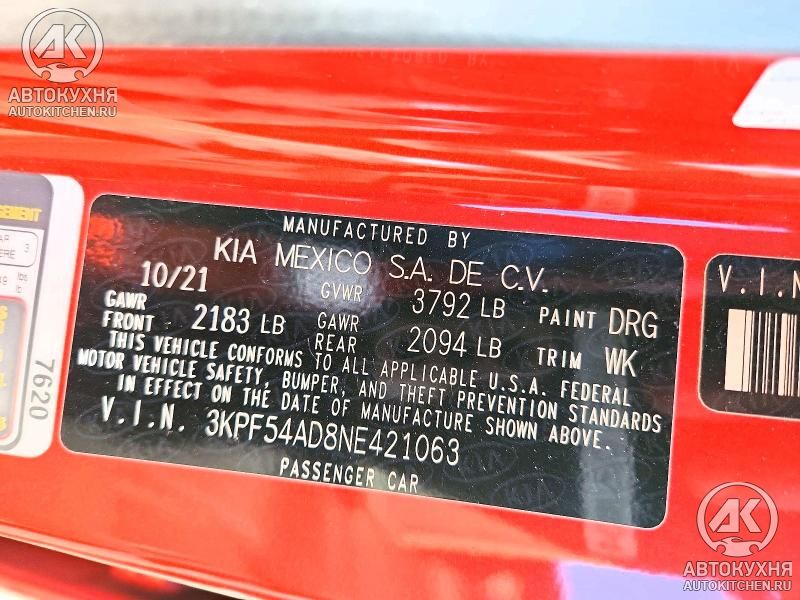 АК
АВТОКУХНЯ
AUTOKITCHEN.RU
7620
MANUFACTURED BY
KIA MEXICO S.A. DE C.V.
10/21 GVWR 3792 LB PAINT DRG
GAWR FRONT 2183 LB GAWR REAR 2094 LB TRIM WK
THIS VEHICLE CONFORMS TO ALL APPLICABLE U.S.A. FEDERAL
MOTOR VEHICLE SAFETY, BUMPER, AND THEFT PREVENTION STANDARDS
IN EFFECT ON THE DATE OF MANUFACTURE SHOWN ABOVE.
V.I.N. 3KPF54AD8NE421063
PASSENGER CAR
V.I.N
АК
АВТОКУХНЯ
AUTOKITCHEN.RU